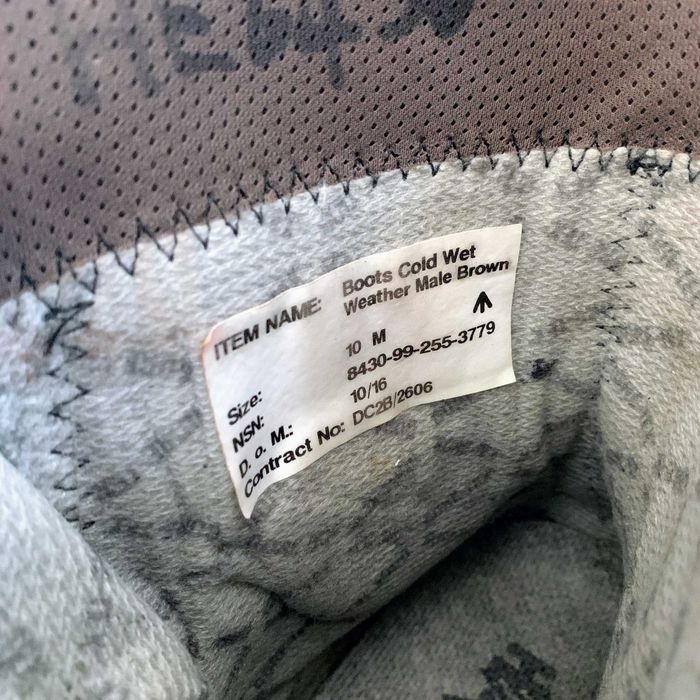 ITEM NAME: Boots Cold Wet
Weather Male Brown
Size: 10 M
NSN: 8430-99-255-3779
D. o. M.: 10/16
Contract No: DC2B/2606